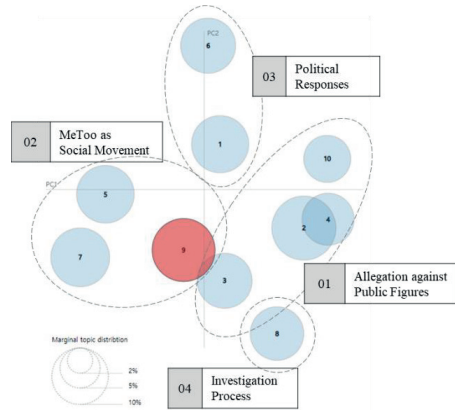 PC2
6
03 Political
Responses
1
02 MeToo as
Social Movement
10
PC1
5
4
2
9
7
3
01 Allegation against
Public Figures
8
Marginal topic distribtion
2%
5%
10%
04 Investigation
Process